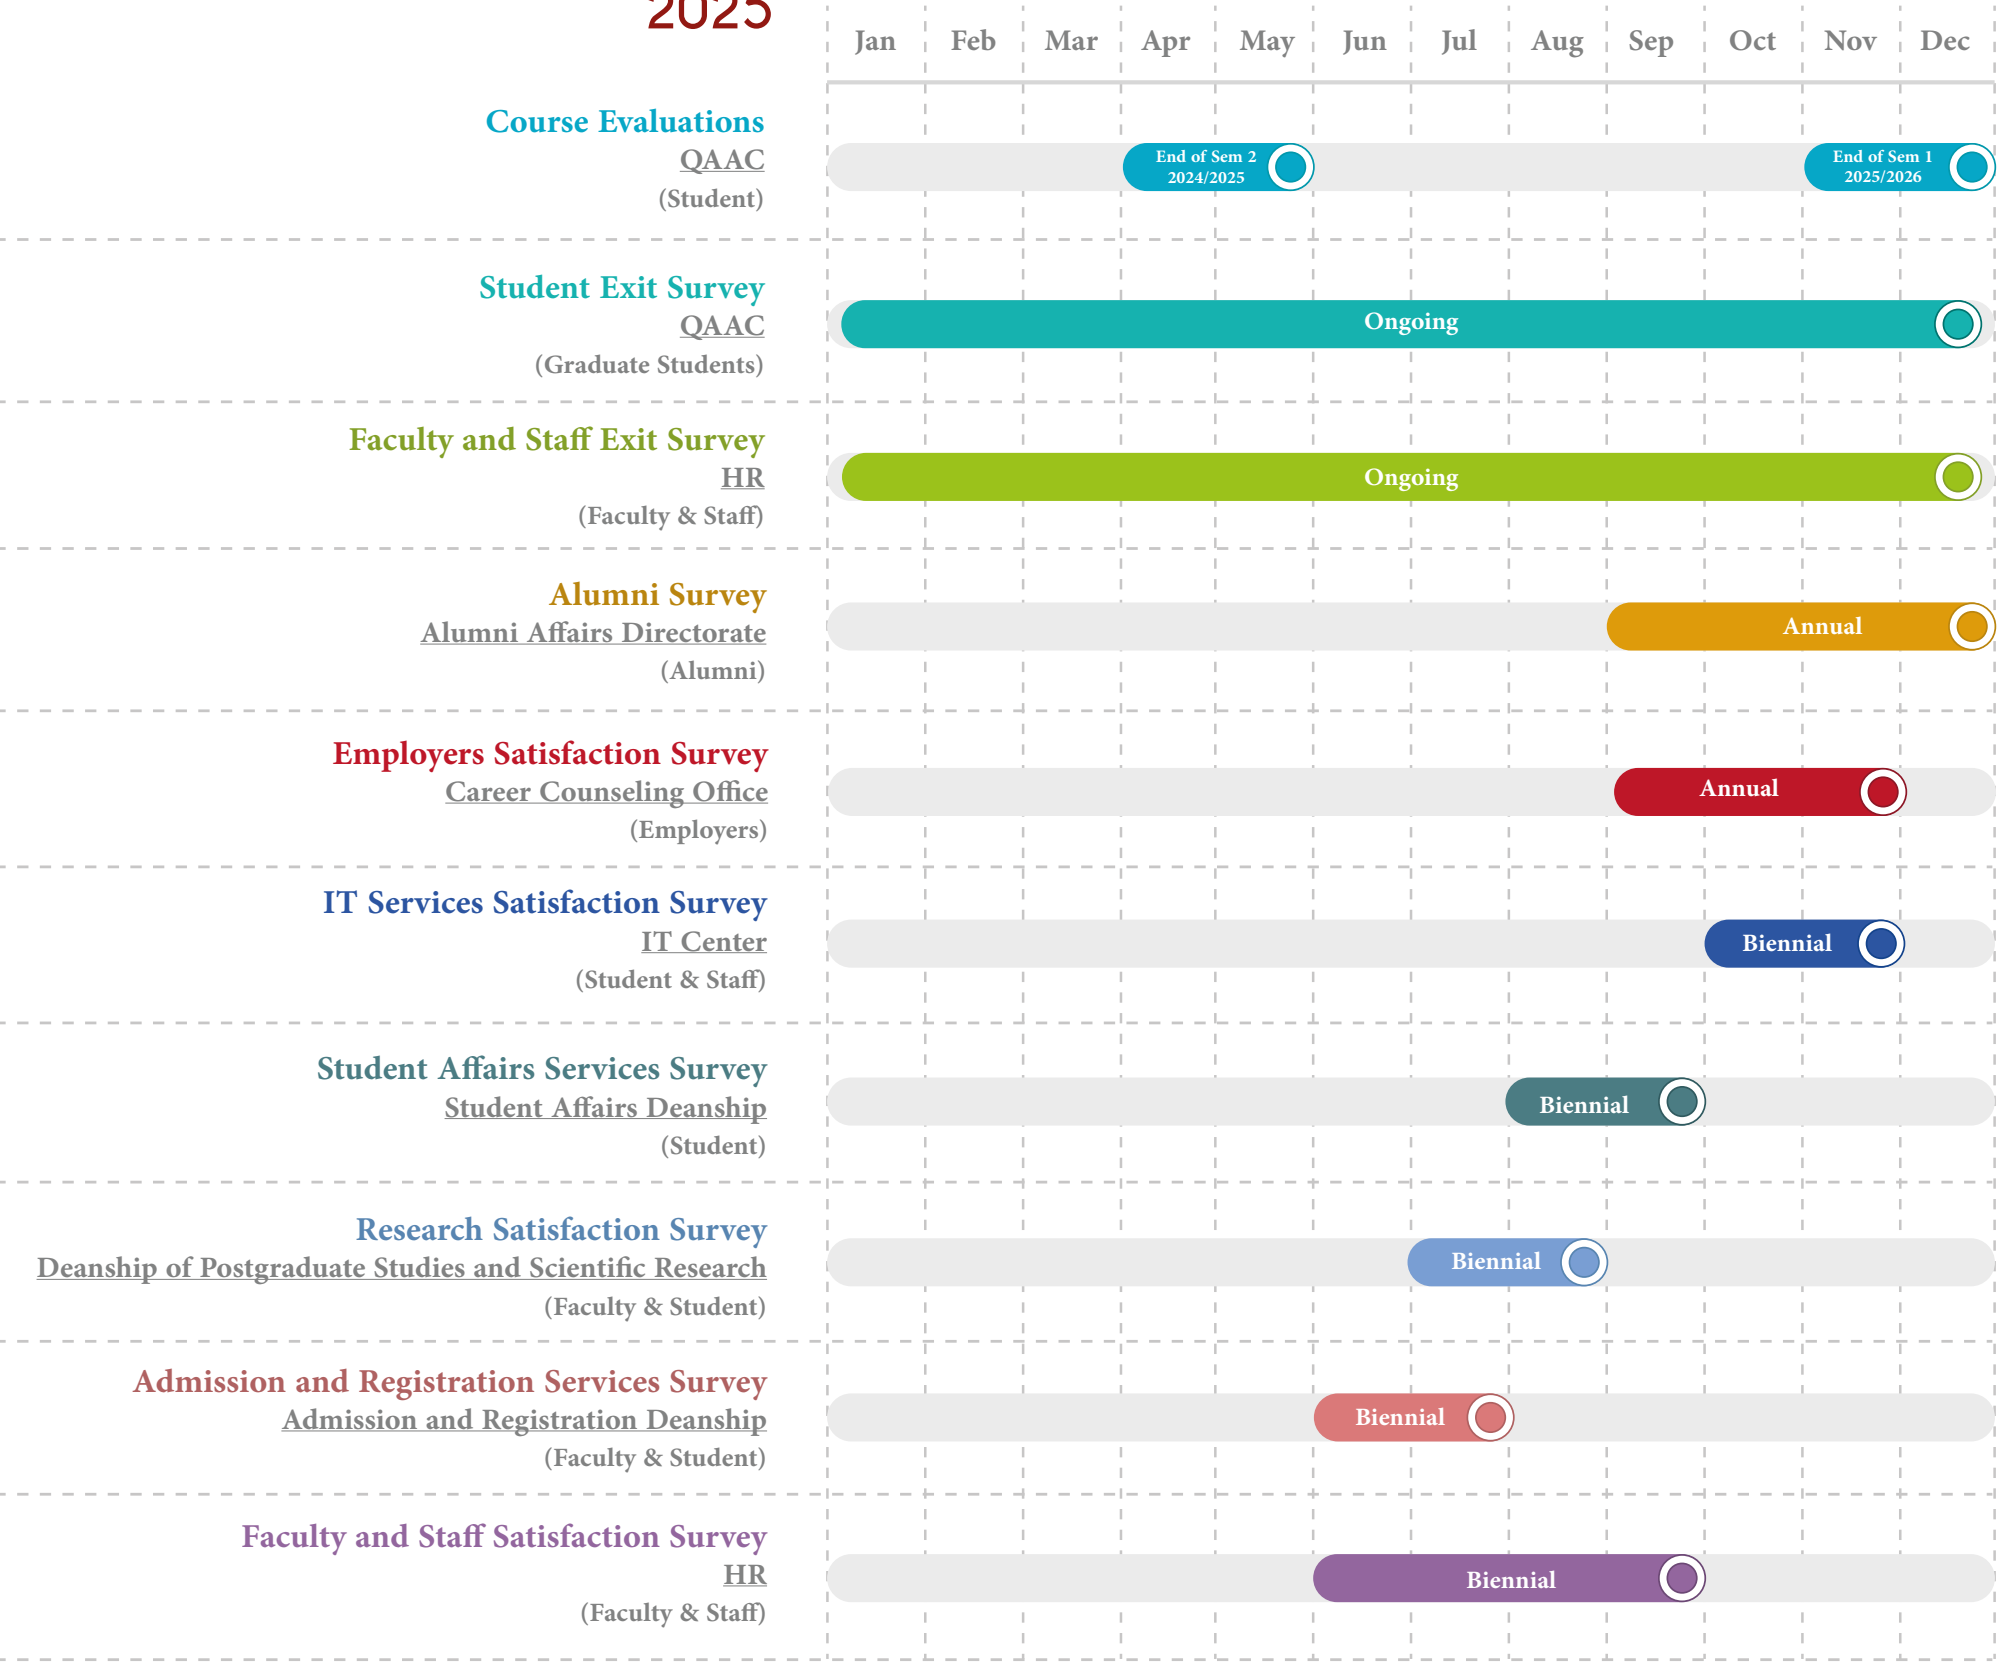 2025
Jan Feb Mar Apr May Jun Jul Aug Sep Oct Nov Dec
Course Evaluations
QAAC
(Student)
End of Sem 2
2024/2025
End of Sem 1
2025/2026
Student Exit Survey
QAAC
(Graduate Students)
Ongoing
Faculty and Staff Exit Survey
HR
(Faculty & Staff)
Ongoing
Alumni Survey
Alumni Affairs Directorate
(Alumni)
Annual
Employers Satisfaction Survey
Career Counseling Office
(Employers)
Annual
IT Services Satisfaction Survey
IT Center
(Student & Staff)
Biennial
Student Affairs Services Survey
Student Affairs Deanship
(Student)
Biennial
Research Satisfaction Survey
Deanship of Postgraduate Studies and Scientific Research
(Faculty & Student)
Biennial
Admission and Registration Services Survey
Admission and Registration Deanship
(Faculty & Student)
Biennial
Faculty and Staff Satisfaction Survey
HR
(Faculty & Staff)
Biennial